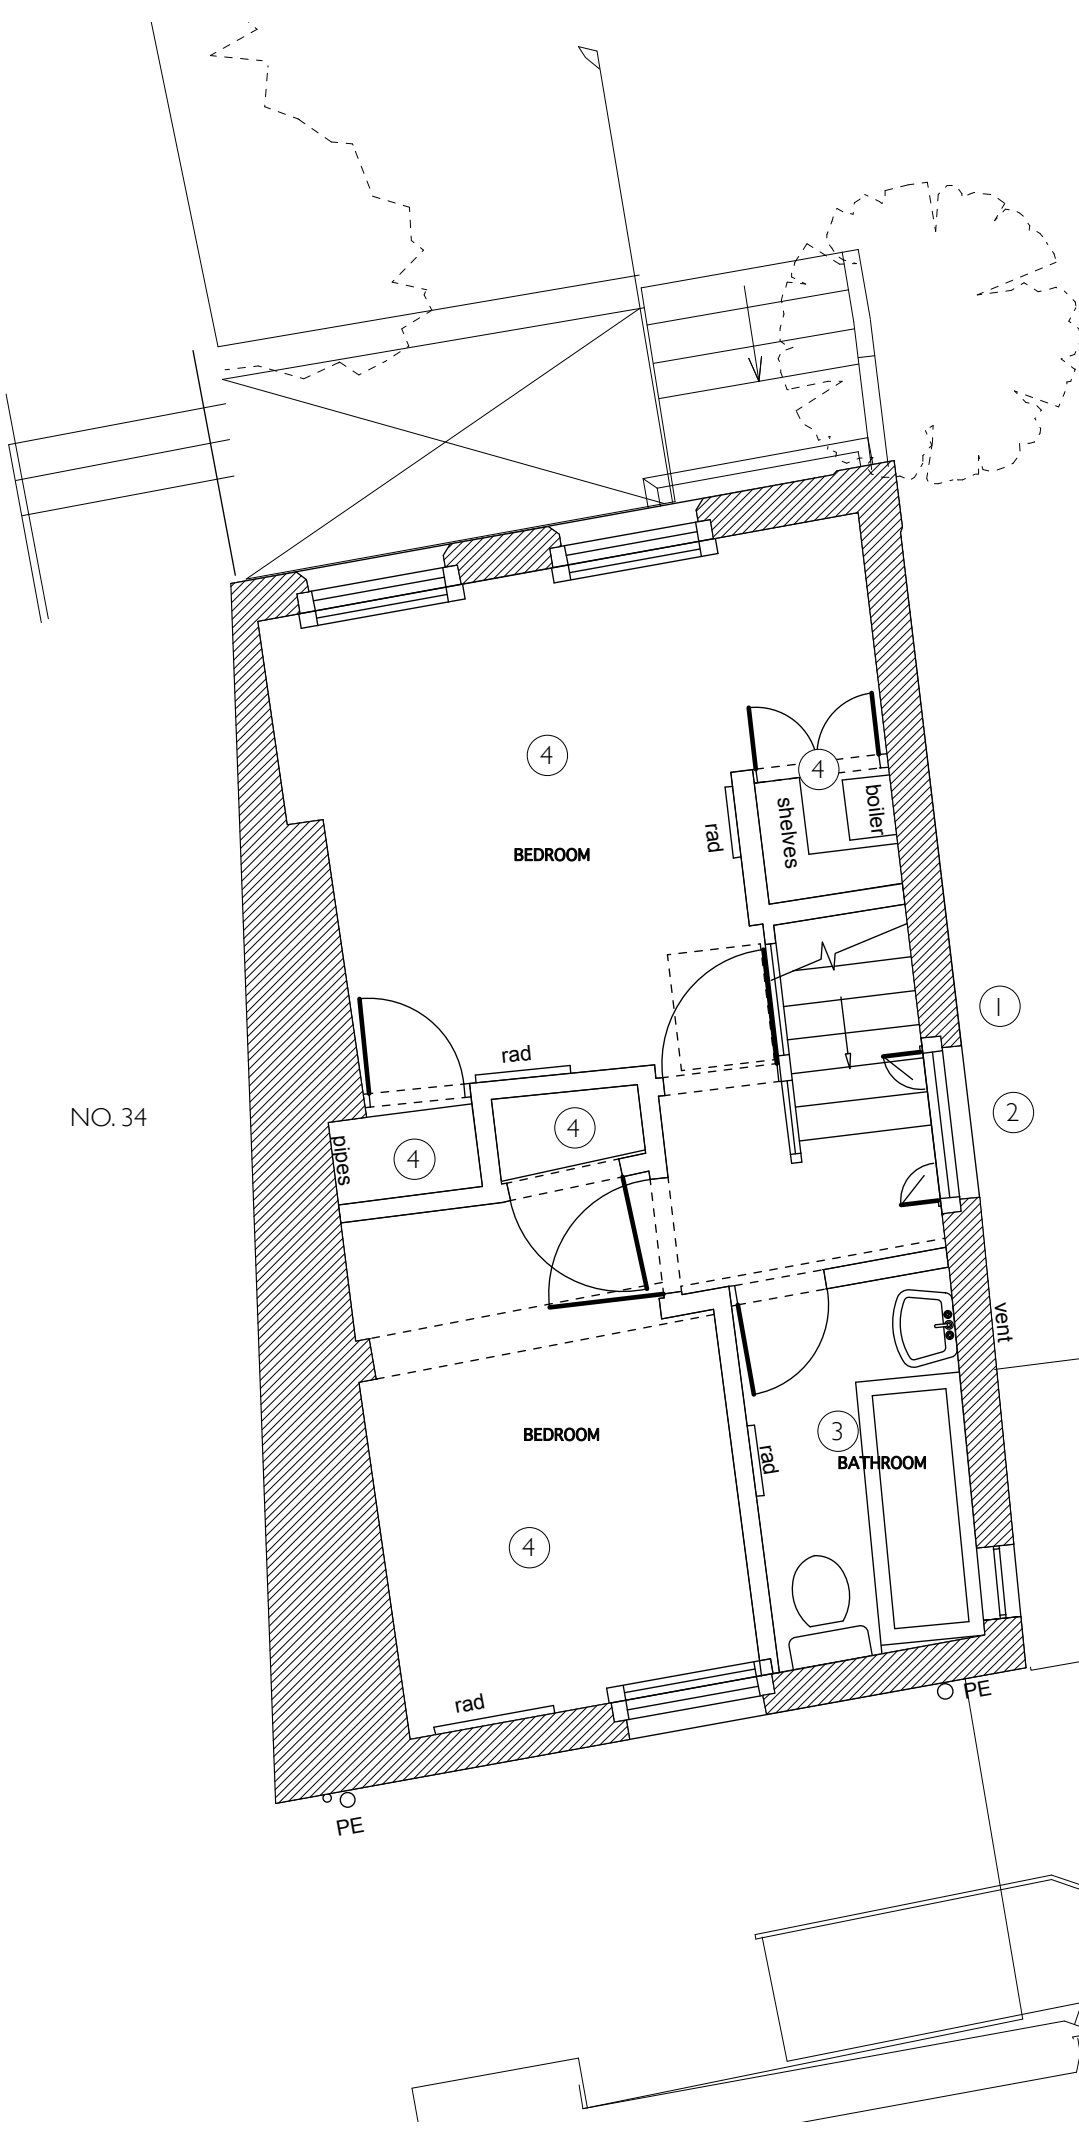 4
4
boiler
shelves
rad
BEDROOM
1
rad
NO. 34
2
4
4
pipes
vent
BEDROOM
3
rad
BATHROOM
4
rad
PE
PE